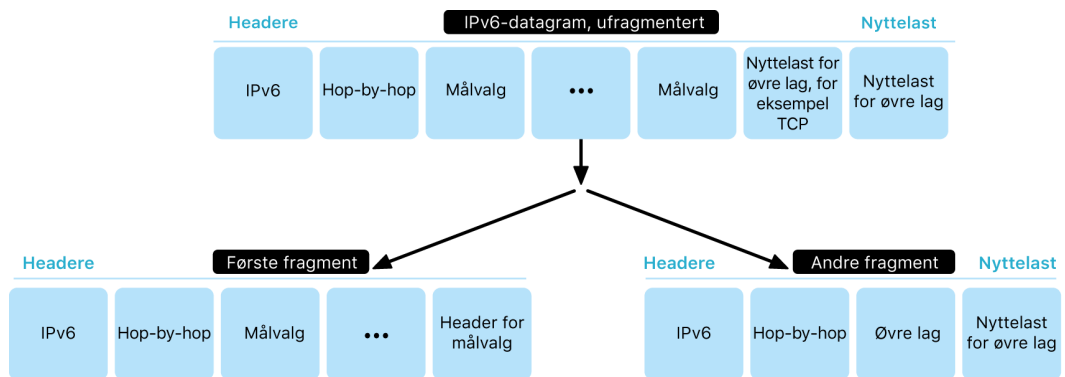 Headere
IPv6-datagram, ufragmentert
Nyttelast
IPv6
Hop-by-hop
Målvalg
•••
Målvalg
Nyttelast for
øvre lag, for
eksempel
TCP
Nyttelast
for øvre lag
Headere
Første fragment
IPv6
Hop-by-hop
Målvalg
•••
Header for
målvalg
Headere
Andre fragment
Nyttelast
IPv6
Hop-by-hop
Øvre lag
Nyttelast
for øvre lag